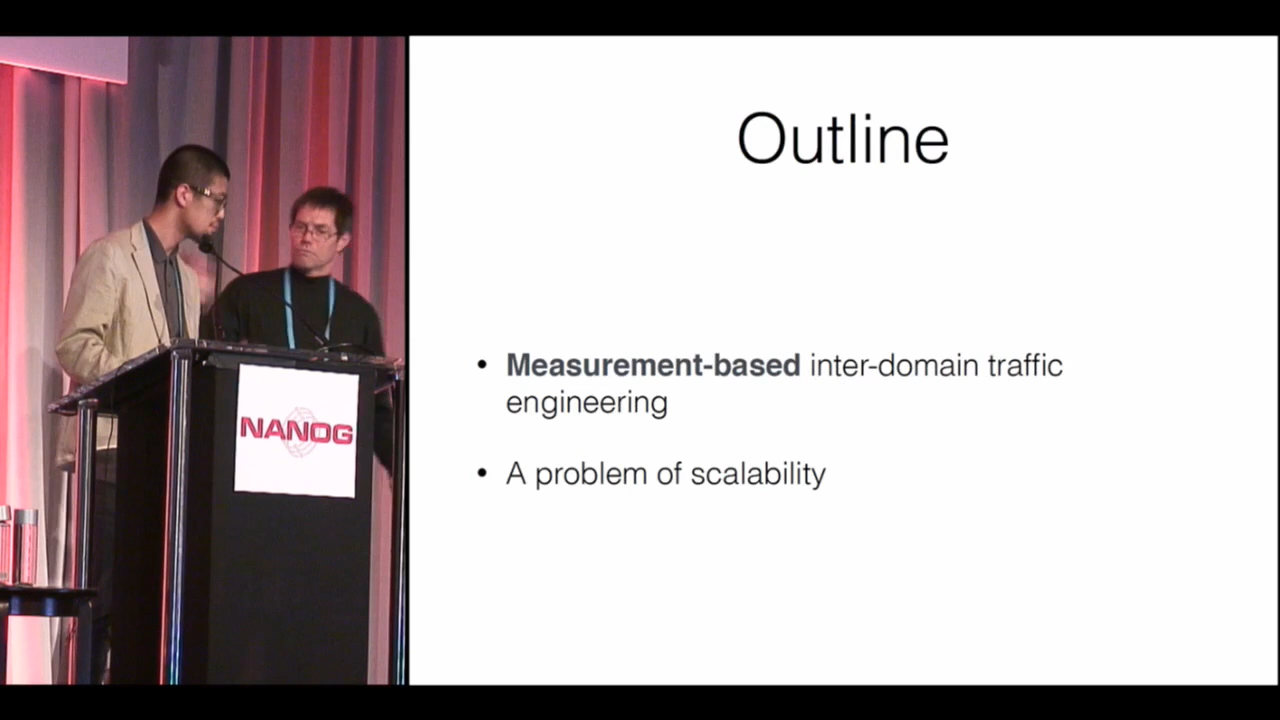 Outline
• Measurement-based inter-domain traffic
engineering
• A problem of scalability
NANOG